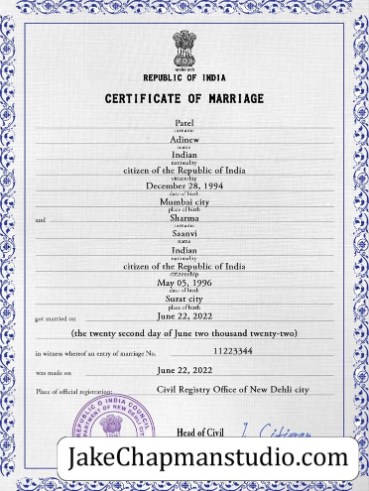 REPUBLIC OF INDIA
CERTIFICATE OF MARRIAGE
Patel
surname
Adinew
name
Indian
nationality
citizen of the Republic of India
citizenship
December 28, 1994
date of birth
Mumbai city
place of birth
and Sharma
surname
Saanvi
name
Indian
nationality
citizen of the Republic of India
citizenship
May 05, 1996
date of birth
Surat city
place of birth
got married on June 22, 2022
(the twenty second day of June two thousand twenty-two)
in witness whereof an entry of marriage No. 11223344
was made on June 22, 2022
Place of official registration: Civil Registry Office of New Dehli city
Head of Civil
JakeChapmanstudio.com